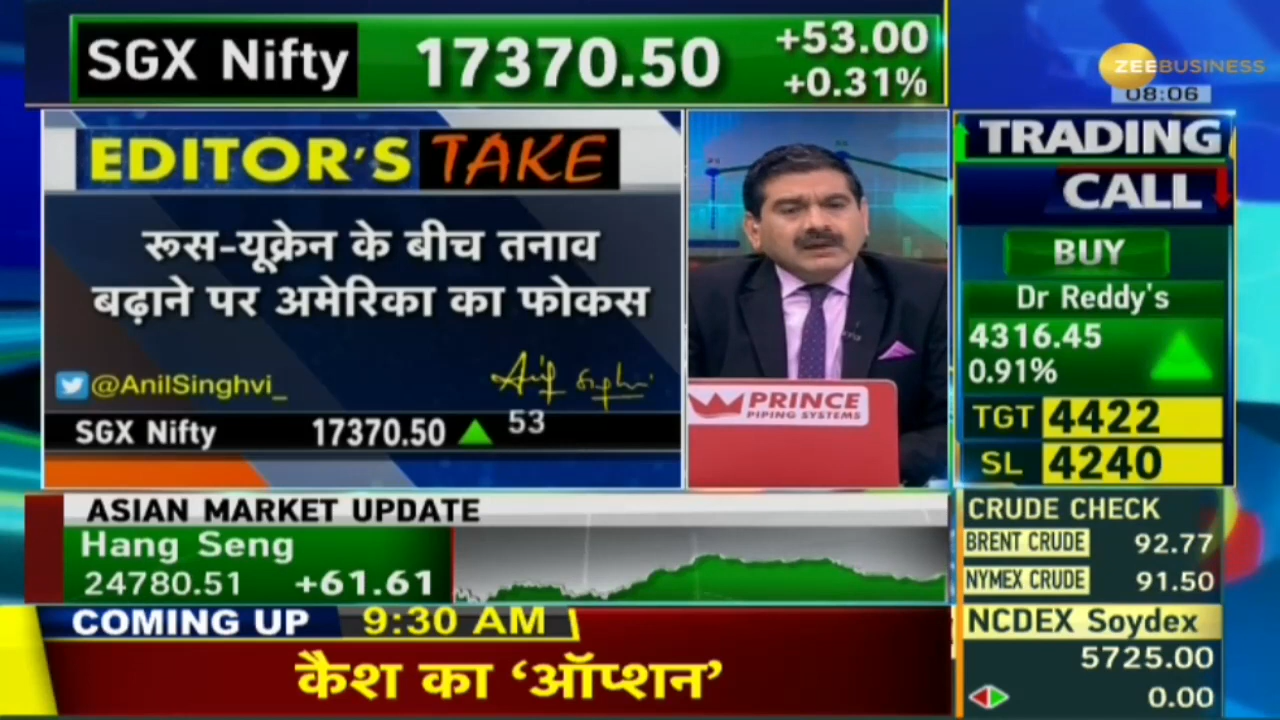 SGX Nifty 17370.50 +53.00
+0.31%
ZEEBUSINESS
08:06
EDITOR'S TAKE
रूस-यूक्रेन के बीच तनाव
बढ़ाने पर अमेरिका का फोकस
@AnilSinghvi_
Anil Singhvi
SGX Nifty 17370.50 53
PRINCE
PIPING SYSTEMS
TRADING
CALL
BUY
Dr Reddy's
4316.45
0.91%
TGT 4422
SL 4240
ASIAN MARKET UPDATE
Hang Seng
24780.51 +61.61
CRUDE CHECK
BRENT CRUDE 92.77
NYMEX CRUDE 91.50
NCDEX Soydex
5725.00
0.00
COMING UP 9:30 AM
कैश का ‘ऑप्शन’